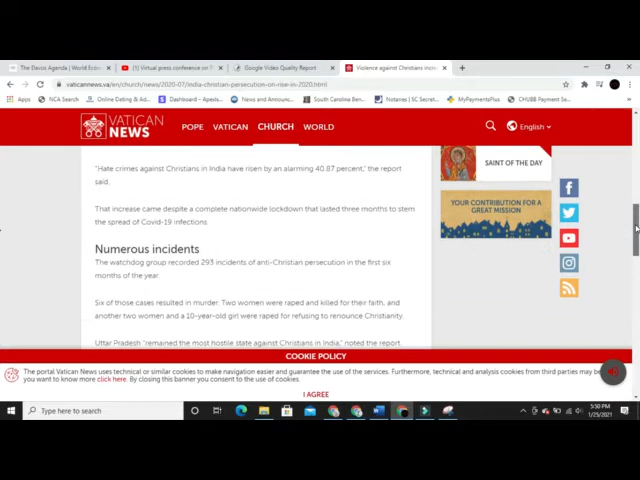 The Davos Agenda | World Econ
(1) Virtual press conference on
Google Video Quality Report
Violence against Christians incre
vaticannews.va/en/church/news/2020-07/india-christian-persecution-on-rise-in-2020.html
Apps
NCA Search
Online Dating & Ad...
Dashboard – Apests...
News and Announc...
South Carolina Ben...
Notaries | SC Secret...
MyPaymentsPlus
CHUBB Payment Se...
VATICAN
NEWS
POPE
VATICAN
CHURCH
WORLD
English
"Hate crimes against Christians in India have risen by an alarming 40.87 percent," the report
said.
That increase came despite a complete nationwide lockdown that lasted three months to stem
the spread of Covid-19 infections.
Numerous incidents
The watchdog group recorded 293 incidents of anti-Christian persecution in the first six
months of the year.
Six of those cases resulted in murder. Two women were raped and killed for their faith, and
another two women and a 10-year-old girl were raped for refusing to renounce Christianity.
Uttar Pradesh "remained the most hostile state against Christians in India," noted the report.
SAINT OF THE DAY
YOUR CONTRIBUTION FOR A
GREAT MISSION
COOKIE POLICY
The portal Vatican News uses technical or similar cookies to make navigation easier and guarantee the use of the services. Furthermore, technical and analysis cookies from third parties may be
you want to know more click here. By closing this banner you consent to the use of cookies.
I AGREE
Type here to search
5:50 PM
1/25/2021